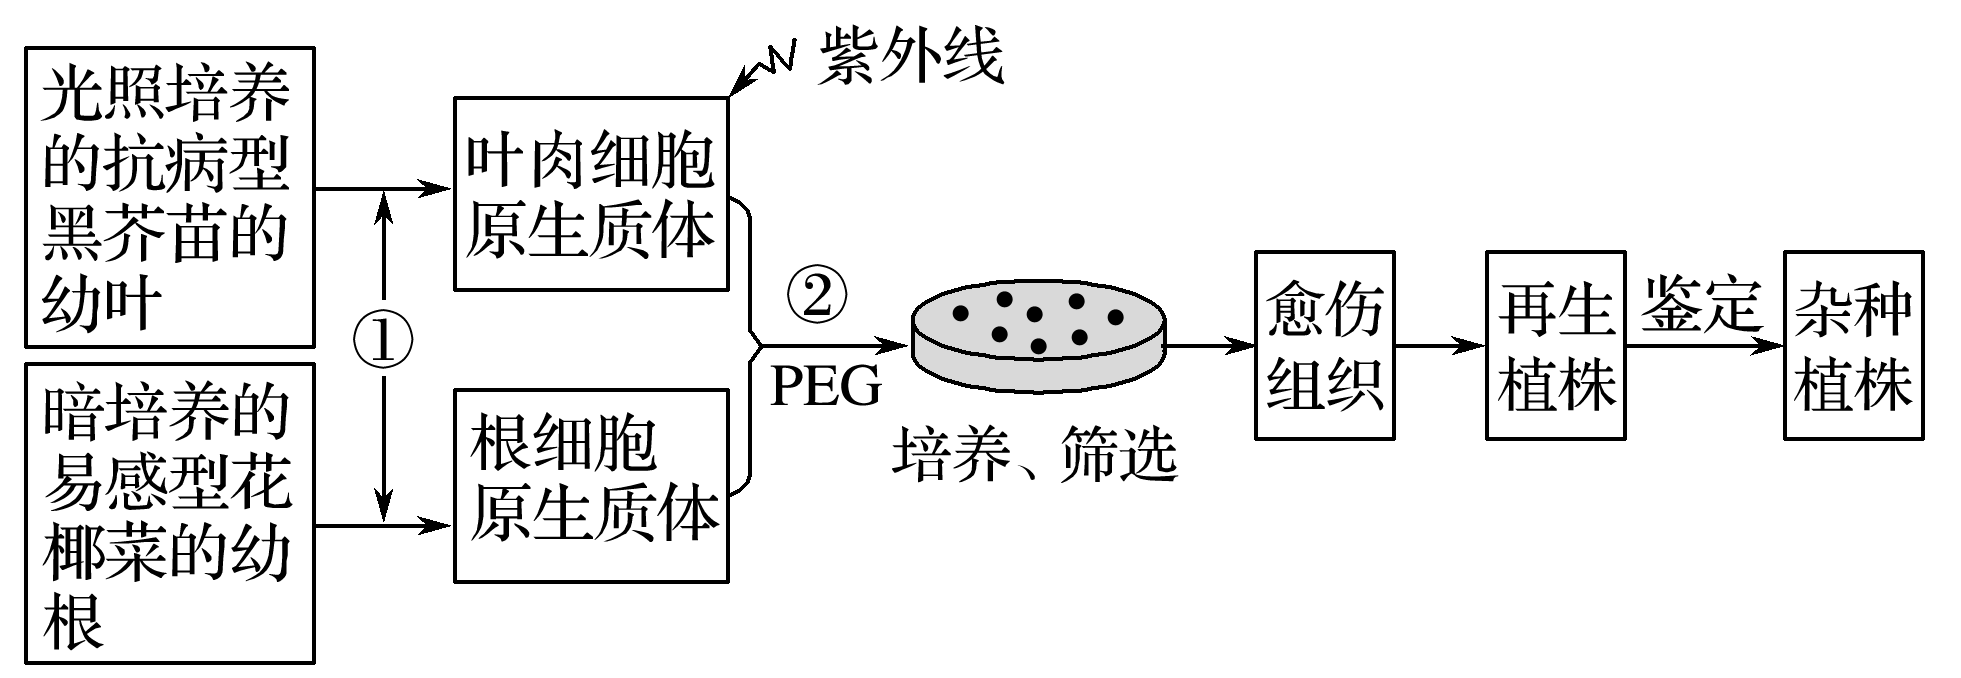 光照培养
的抗病型
黑芥苗的
幼叶
暗培养的
易感型花
椰菜的幼
根
①
叶肉细胞
原生质体
紫外线
根细胞
原生质体
②
PEG
培养、筛选
愈伤
组织
再生
植株
鉴定
杂种
植株